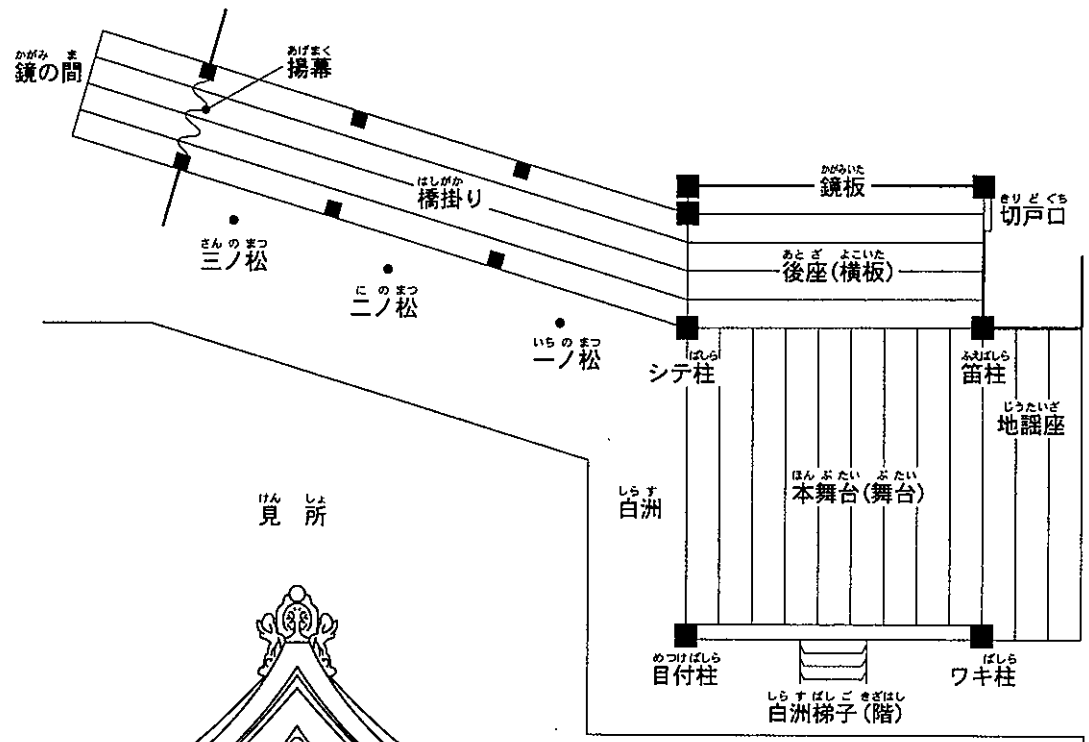 かがみ ま
鏡の間
あげまく
揚幕
はしがか
橋掛り
かがみいた
鏡板
きりどぐち
切戸口
あとざ よこいた
後座(横板)
さんのまつ
三ノ松
にのまつ
二ノ松
いちのまつ
一ノ松
ばしら
シテ柱
ふえばしら
笛柱
じうたいざ
地謡座
ほんぶたい ぶたい
本舞台(舞台)
しらす
白洲
けん しょ
見 所
めつけばしら
目付柱
ばしら
ワキ柱
しらすばしご きざはし
白洲梯子(階)